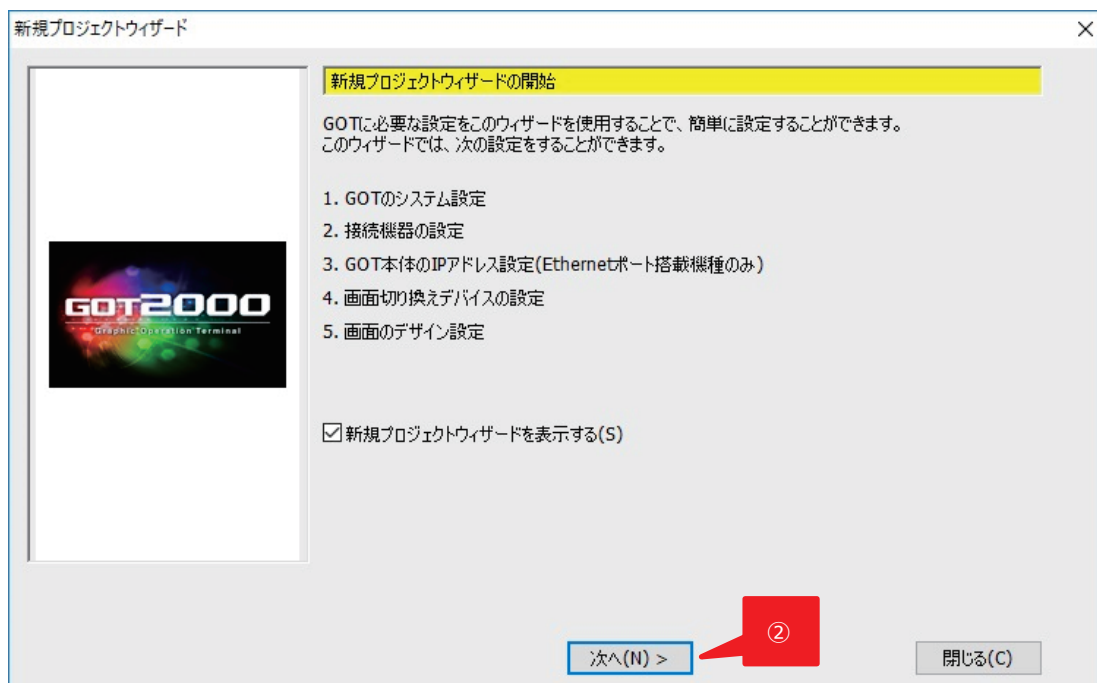 新規プロジェクトウィザード
新規プロジェクトウィザードの開始
GOTに必要な設定をこのウィザードを使用することで、簡単に設定することができます。
このウィザードでは、次の設定をすることができます。
1. GOTのシステム設定
2. 接続機器の設定
3. GOT本体のIPアドレス設定(Ethernetポート搭載機種のみ)
4. 画面切り換えデバイスの設定
5. 画面のデザイン設定
GOT2000
Graphic Operation Terminal
新規プロジェクトウィザードを表示する(S)
②
次へ(N) >
閉じる(C)